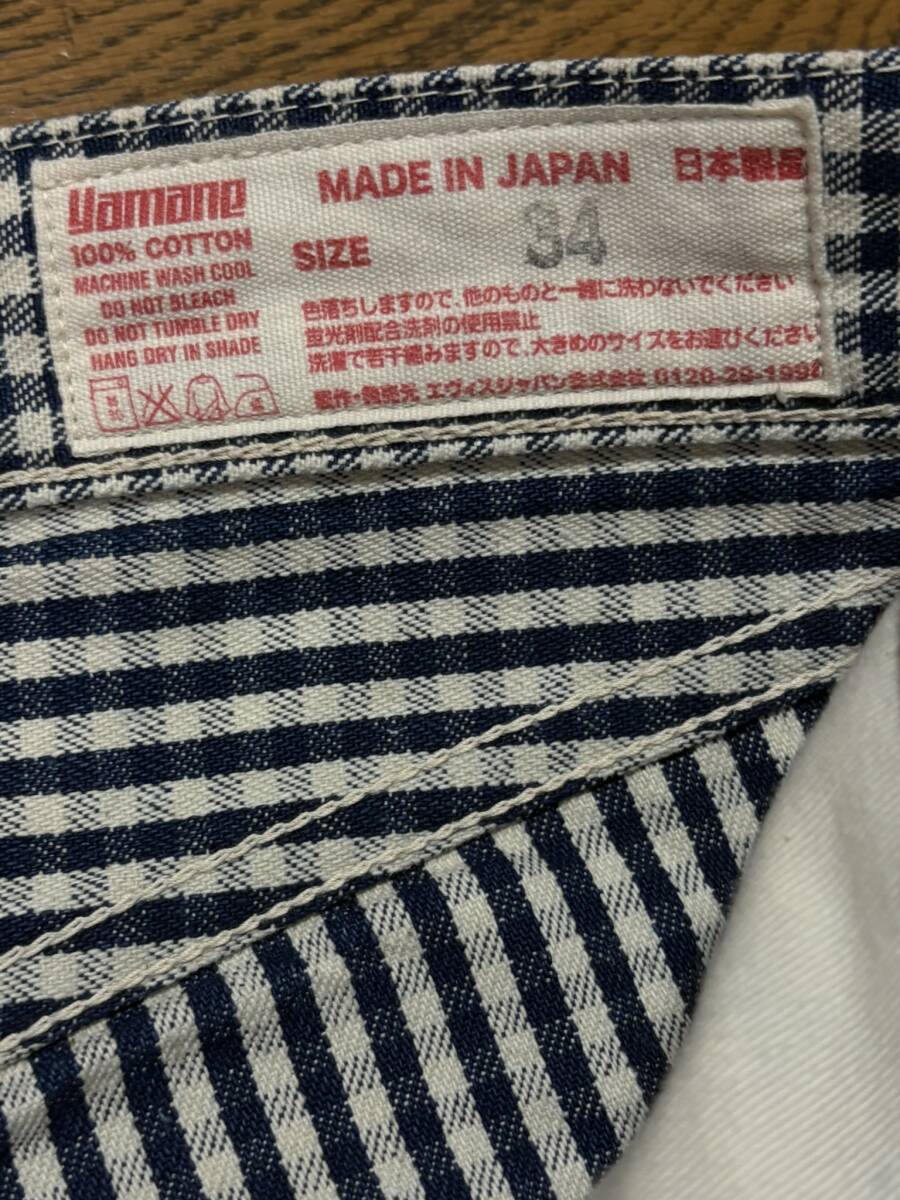 Yamane
100% COTTON
MACHINE WASH COOL
DO NOT BLEACH
DO NOT TUMBLE DRY
HANG DRY IN SHADE
MADE IN JAPAN 日本製品
SIZE 34
色落ちしますので、他のものと一緒に洗わないでください
蛍光剤配合洗剤の使用禁止
洗濯で若干縮みますので、大きめのサイズをお選びください
製作・発売元 エヴィスジャパン株式会社 0120-29-1998